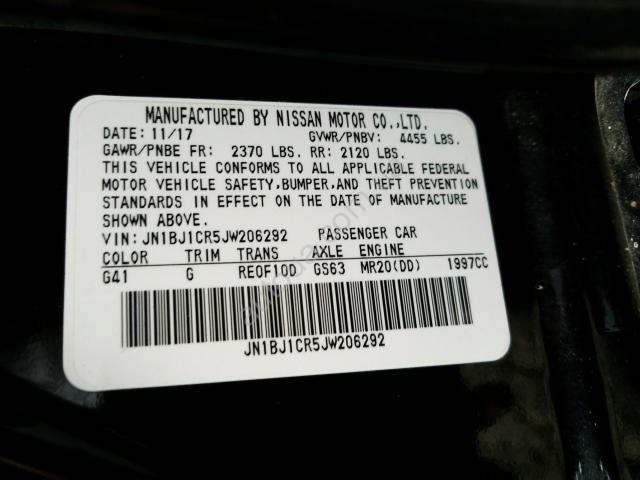 MANUFACTURED BY NISSAN MOTOR CO.,LTD.
DATE: 11/17 GVWR/PNBV: 4455 LBS.
GAWR/PNBE FR: 2370 LBS. RR: 2120 LBS.
THIS VEHICLE CONFORMS TO ALL APPLICABLE FEDERAL
MOTOR VEHICLE SAFETY,BUMPER,AND THEFT PREVENTION
STANDARDS IN EFFECT ON THE DATE OF MANUFACTURE
SHOWN ABOVE.
VIN: JN1BJ1CR5JW206292 PASSENGER CAR
COLOR TRIM TRANS AXLE ENGINE
G41 G RE0F10D GS63 MR20(DD) 1997CC
JN1BJ1CR5JW206292